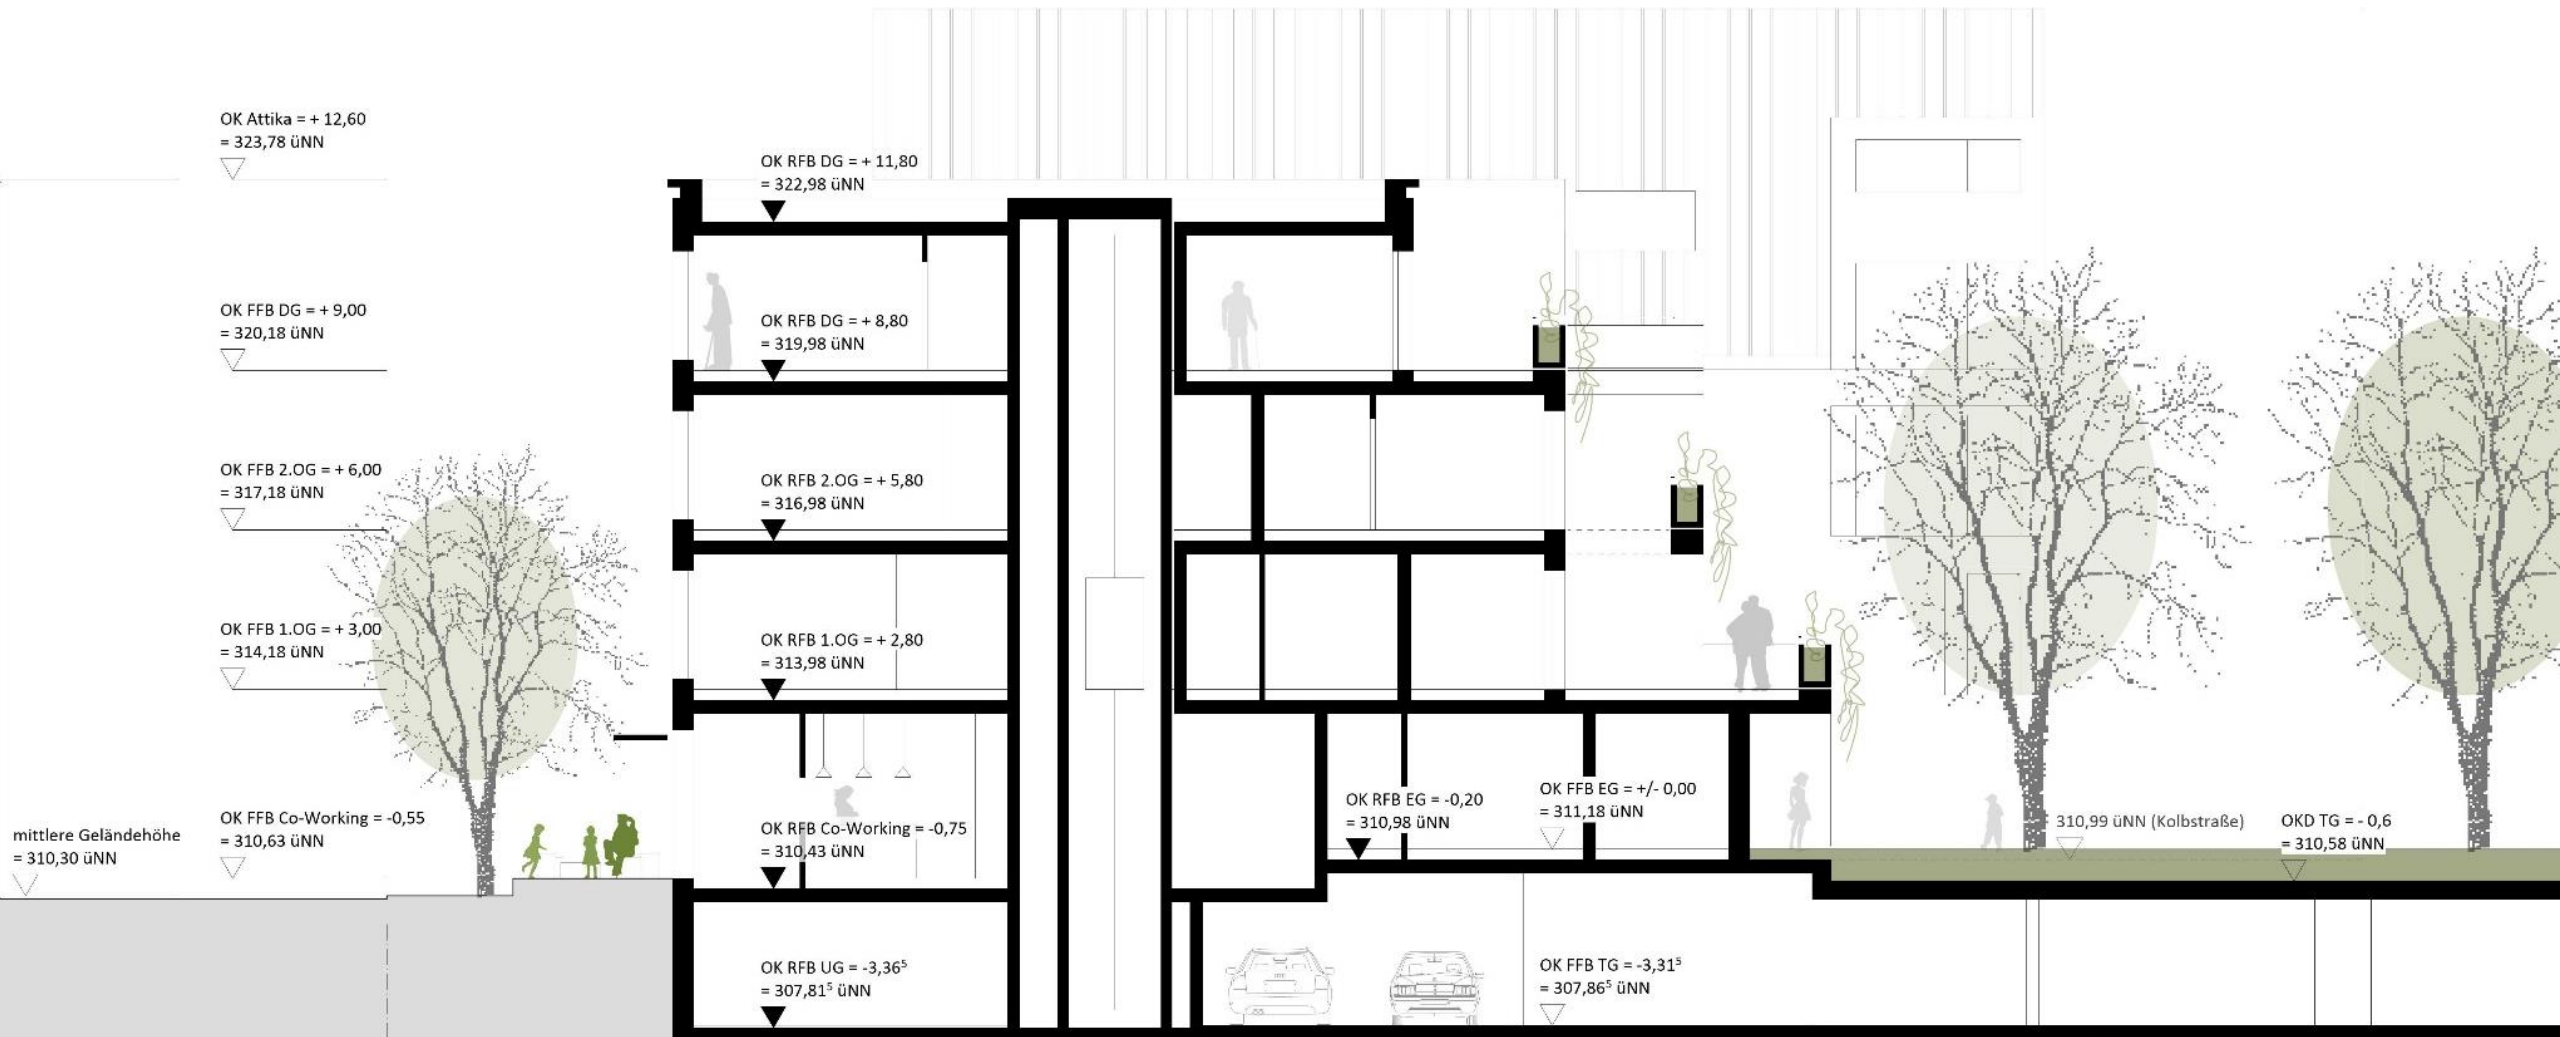 OK Attika = + 12,60
= 323,78 üNN
OK RFB DG = + 11,80
= 322,98 üNN
OK FFB DG = + 9,00
= 320,18 üNN
OK RFB DG = + 8,80
= 319,98 üNN
OK FFB 2.OG = + 6,00
= 317,18 üNN
OK RFB 2.OG = + 5,80
= 316,98 üNN
OK FFB 1.OG = + 3,00
= 314,18 üNN
OK RFB 1.OG = + 2,80
= 313,98 üNN
mittlere Geländehöhe
= 310,30 üNN
OK FFB Co-Working = -0,55
= 310,63 üNN
OK RFB Co-Working = -0,75
= 310,43 üNN
OK RFB EG = -0,20
= 310,98 üNN
OK FFB EG = +/- 0,00
= 311,18 üNN
310,99 üNN (Kolbstraße)
OKD TG = - 0,6
= 310,58 üNN
OK RFB UG = -3,36⁵
= 307,81⁵ üNN
OK FFB TG = -3,31⁵
= 307,86⁵ üNN